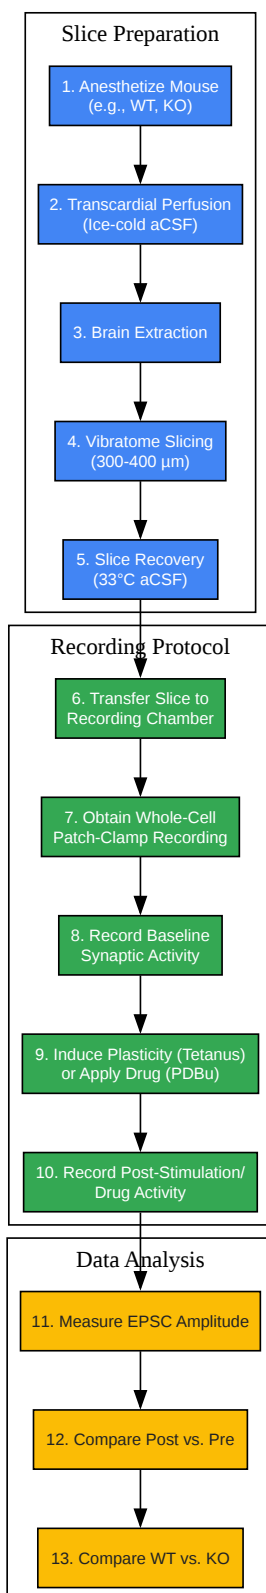 Slice Preparation
1. Anesthetize Mouse
(e.g., WT, KO)
2. Transcardial Perfusion
(Ice-cold aCSF)
3. Brain Extraction
4. Vibratome Slicing
(300-400 µm)
5. Slice Recovery
(33°C aCSF)
Recording Protocol
6. Transfer Slice to
Recording Chamber
7. Obtain Whole-Cell
Patch-Clamp Recording
8. Record Baseline
Synaptic Activity
9. Induce Plasticity (Tetanus)
or Apply Drug (PDBu)
10. Record Post-Stimulation/
Drug Activity
Data Analysis
11. Measure EPSC Amplitude
12. Compare Post vs. Pre
13. Compare WT vs. KO